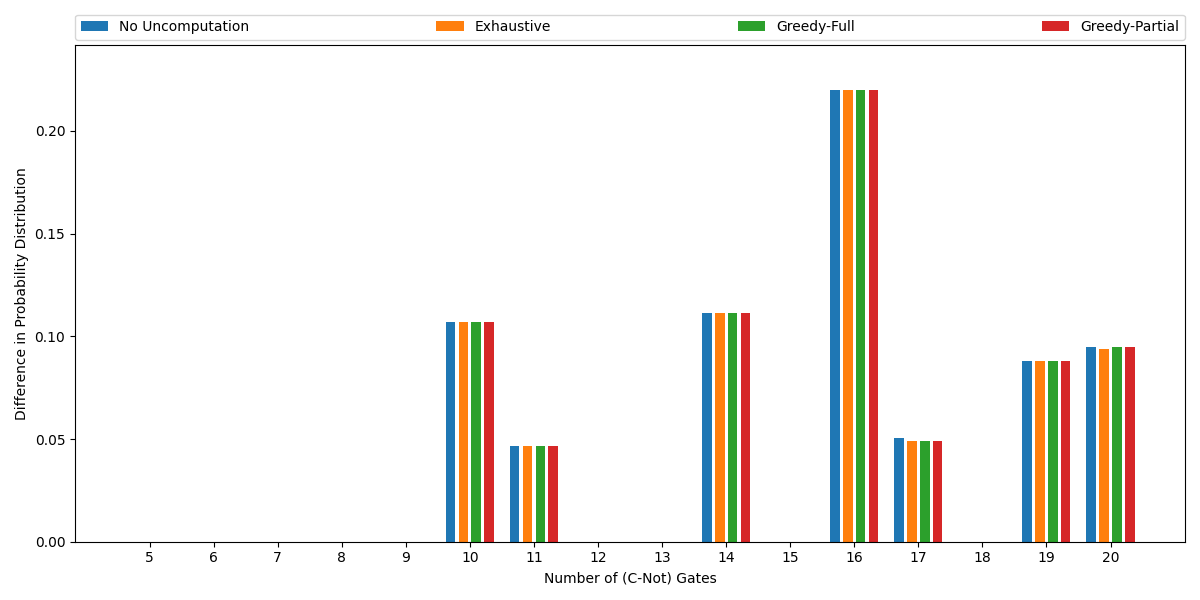 No Uncomputation Exhaustive Greedy-Full Greedy-Partial
Difference in Probability Distribution
0.20
0.15
0.10
0.05
0.00
5 6 7 8 9 10 11 12 13 14 15 16 17 18 19 20
Number of (C-Not) Gates